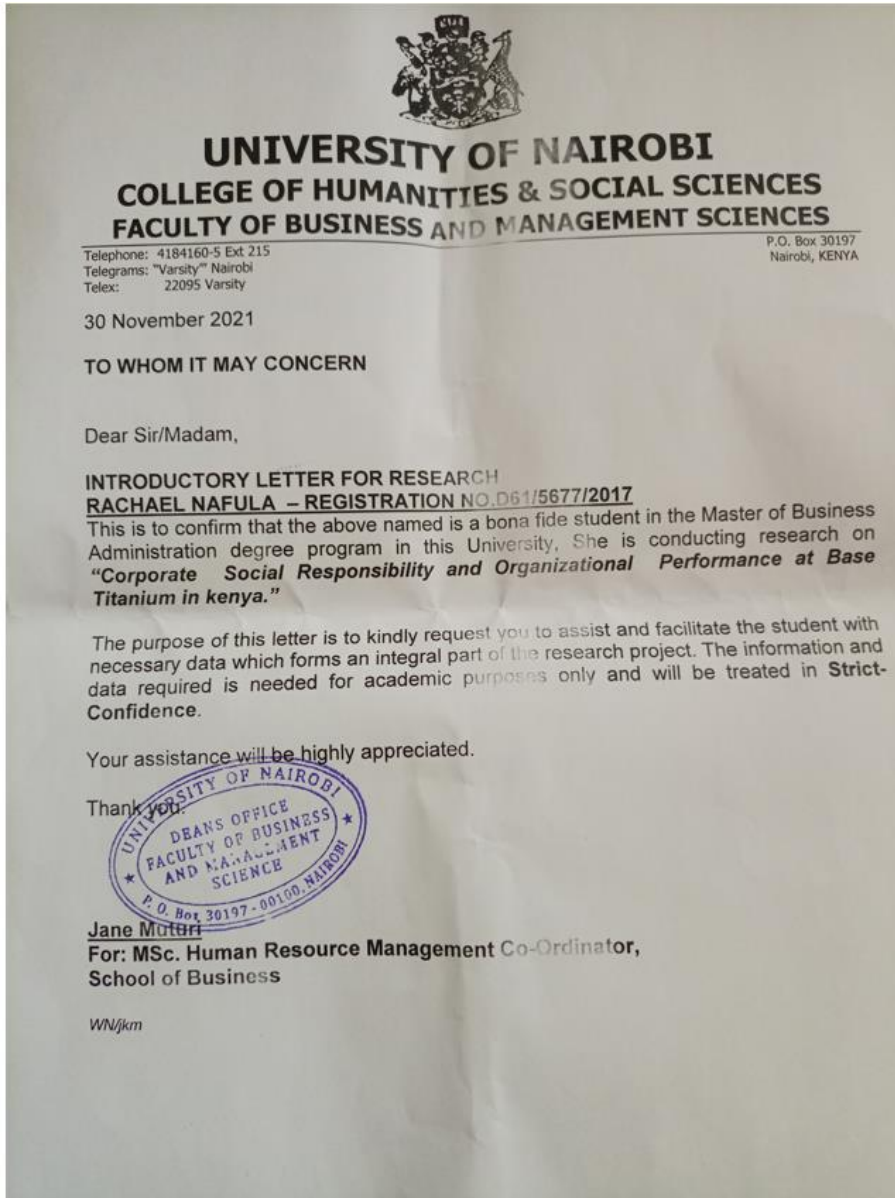 UNIVERSITY OF NAIROBI
COLLEGE OF HUMANITIES & SOCIAL SCIENCES
FACULTY OF BUSINESS AND MANAGEMENT SCIENCES
Telephone: 4184160-5 Ext 215
Telegrams: "Varsity" Nairobi
Telex: 22095 Varsity
P.O. Box 30197
Nairobi, KENYA
30 November 2021
TO WHOM IT MAY CONCERN
Dear Sir/Madam,
INTRODUCTORY LETTER FOR RESEARCH
RACHAEL NAFULA – REGISTRATION NO.D61/5677/2017
This is to confirm that the above named is a bona fide student in the Master of Business
Administration degree program in this University. She is conducting research on
“Corporate Social Responsibility and Organizational Performance at Base
Titanium in kenya.”
The purpose of this letter is to kindly request you to assist and facilitate the student with
necessary data which forms an integral part of the research project. The information and
data required is needed for academic purposes only and will be treated in Strict-
Confidence.
Your assistance will be highly appreciated.
Thank you.
UNIVERSITY OF NAIROBI
DEANS OFFICE
FACULTY OF BUSINESS
AND MANAGEMENT
SCIENCE
P. O. Box 30197 - 00100, NAIROBI
Jane Muturi
For: MSc. Human Resource Management Co-Ordinator,
School of Business
WN/jkm